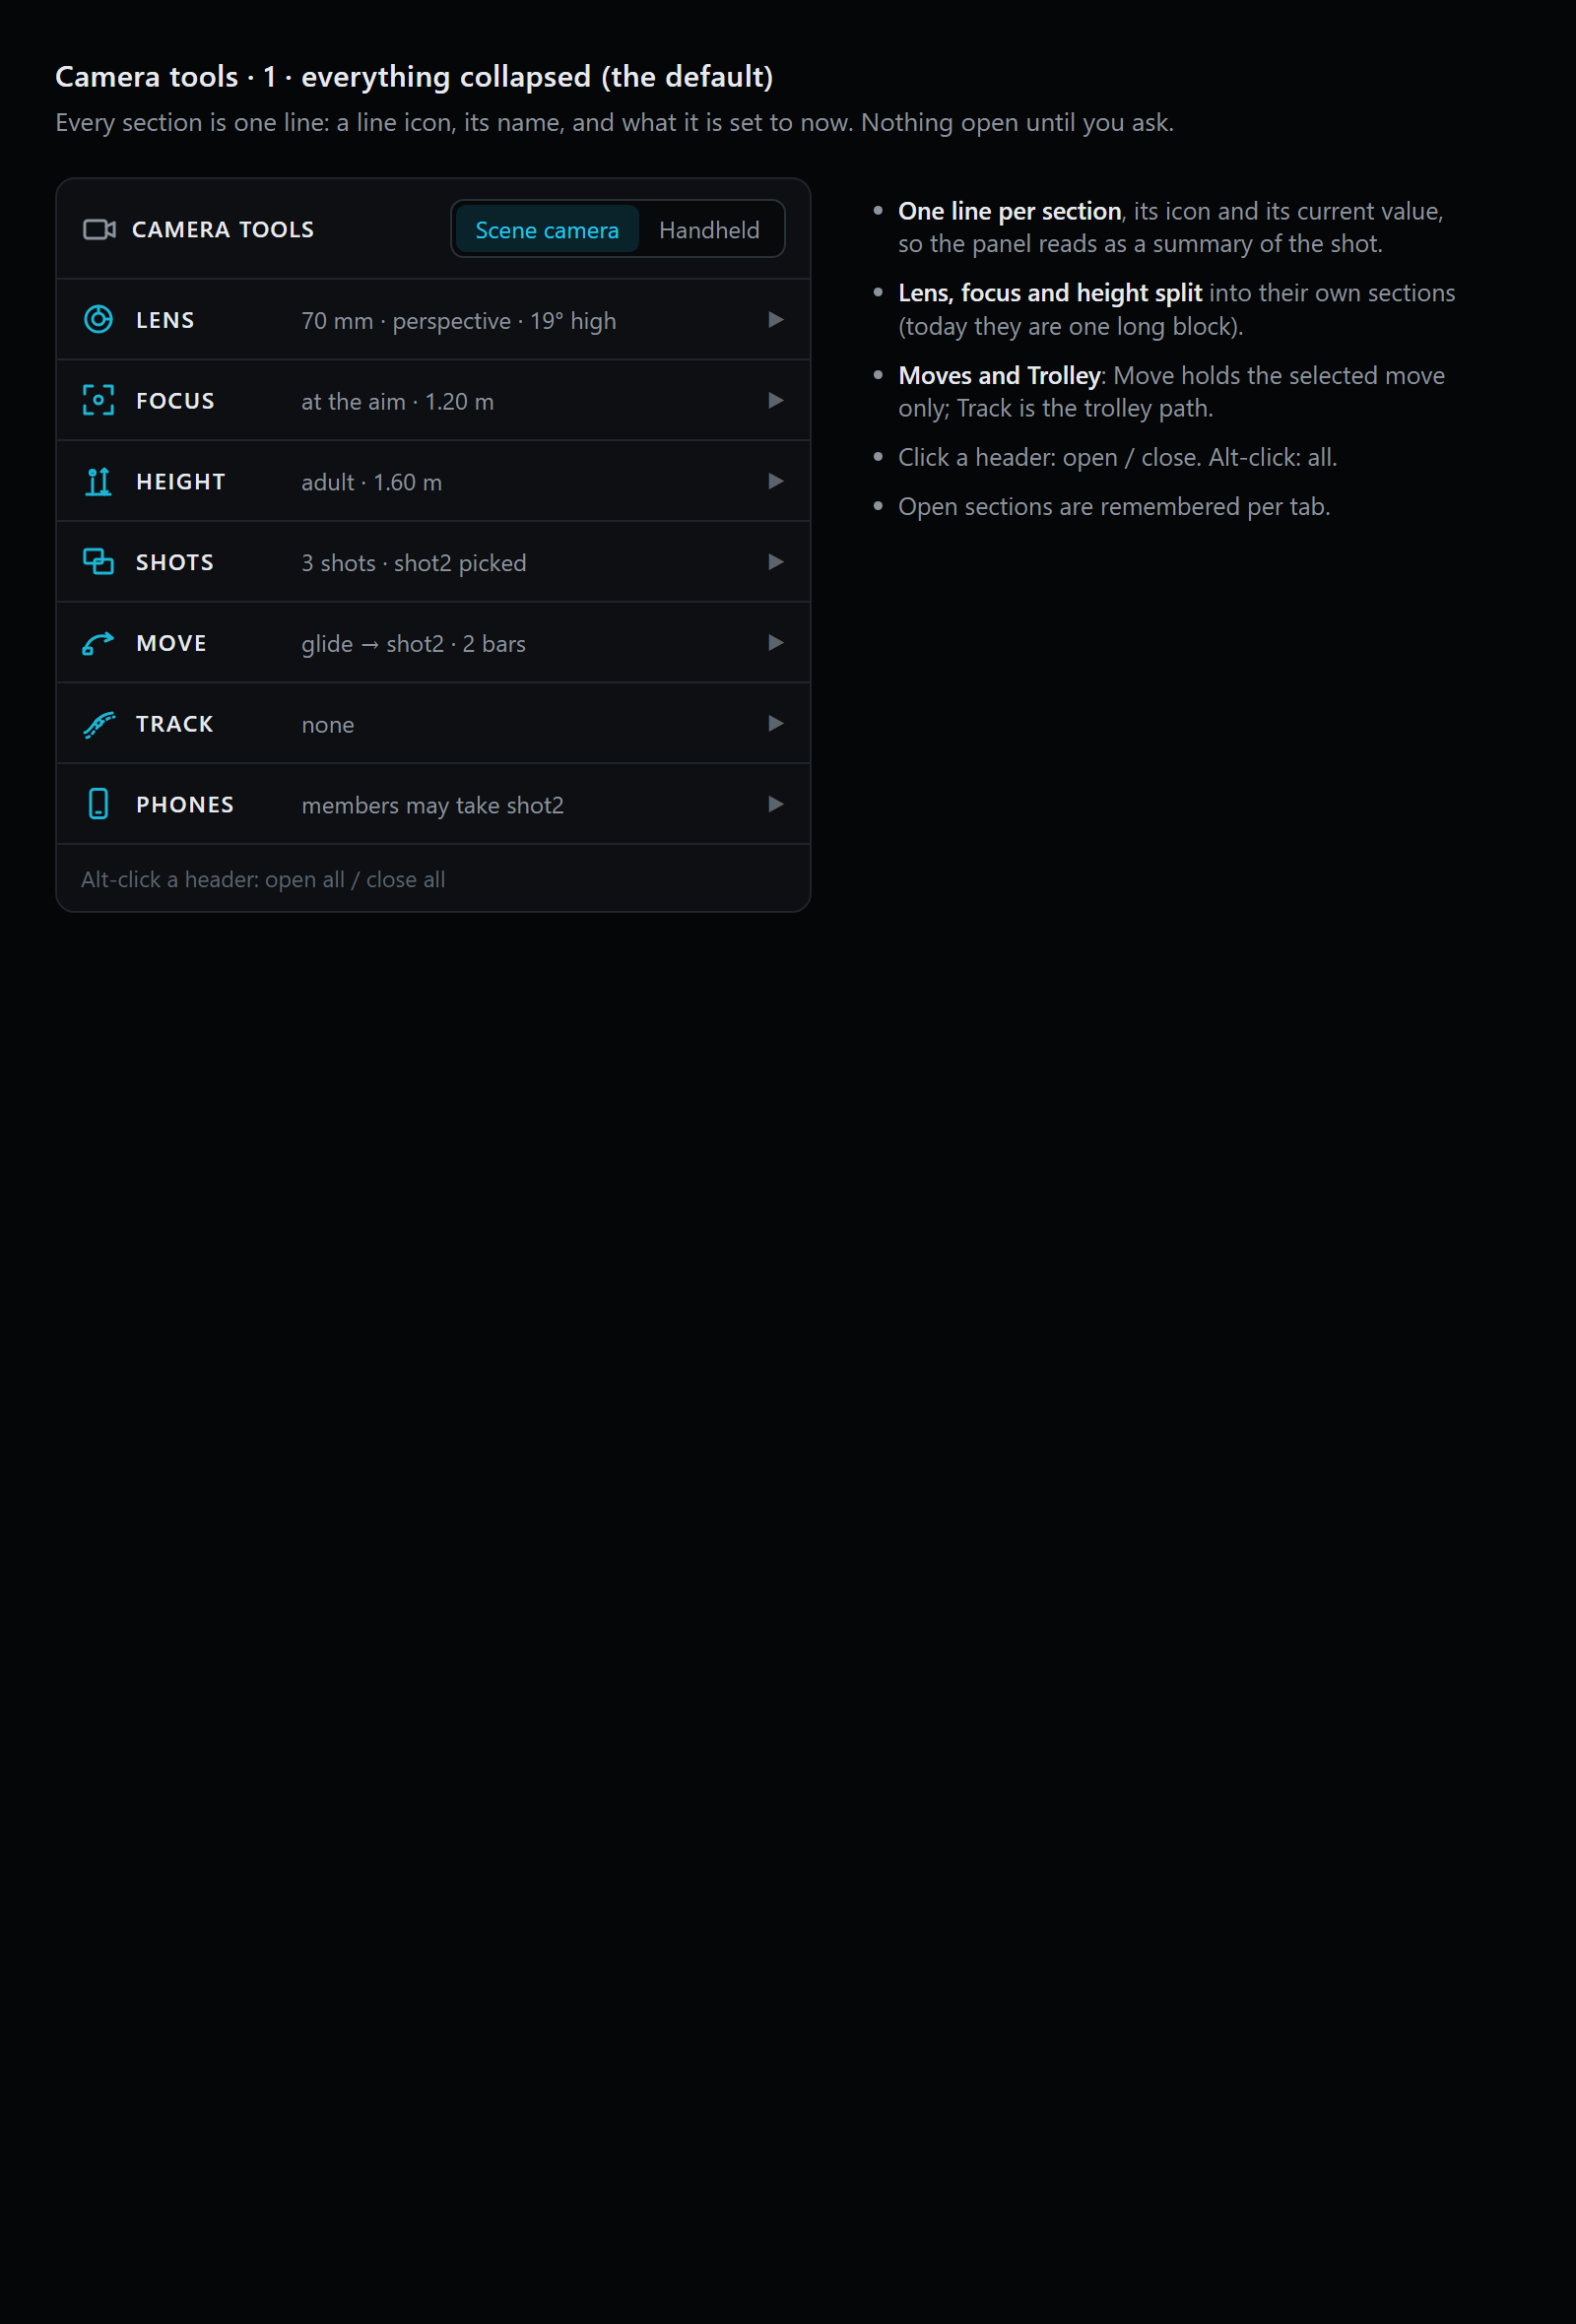 Camera tools · 1 · everything collapsed (the default)
Every section is one line: a line icon, its name, and what it is set to now. Nothing open until you ask.
CAMERA TOOLS
Scene camera
Handheld
LENS
70 mm · perspective · 19° high
FOCUS
at the aim · 1.20 m
HEIGHT
adult · 1.60 m
SHOTS
3 shots · shot2 picked
MOVE
glide → shot2 · 2 bars
TRACK
none
PHONES
members may take shot2
Alt-click a header: open all / close all
One line per section, its icon and its current value,
so the panel reads as a summary of the shot.
Lens, focus and height split into their own sections
(today they are one long block).
Moves and Trolley: Move holds the selected move
only; Track is the trolley path.
Click a header: open / close. Alt-click: all.
Open sections are remembered per tab.